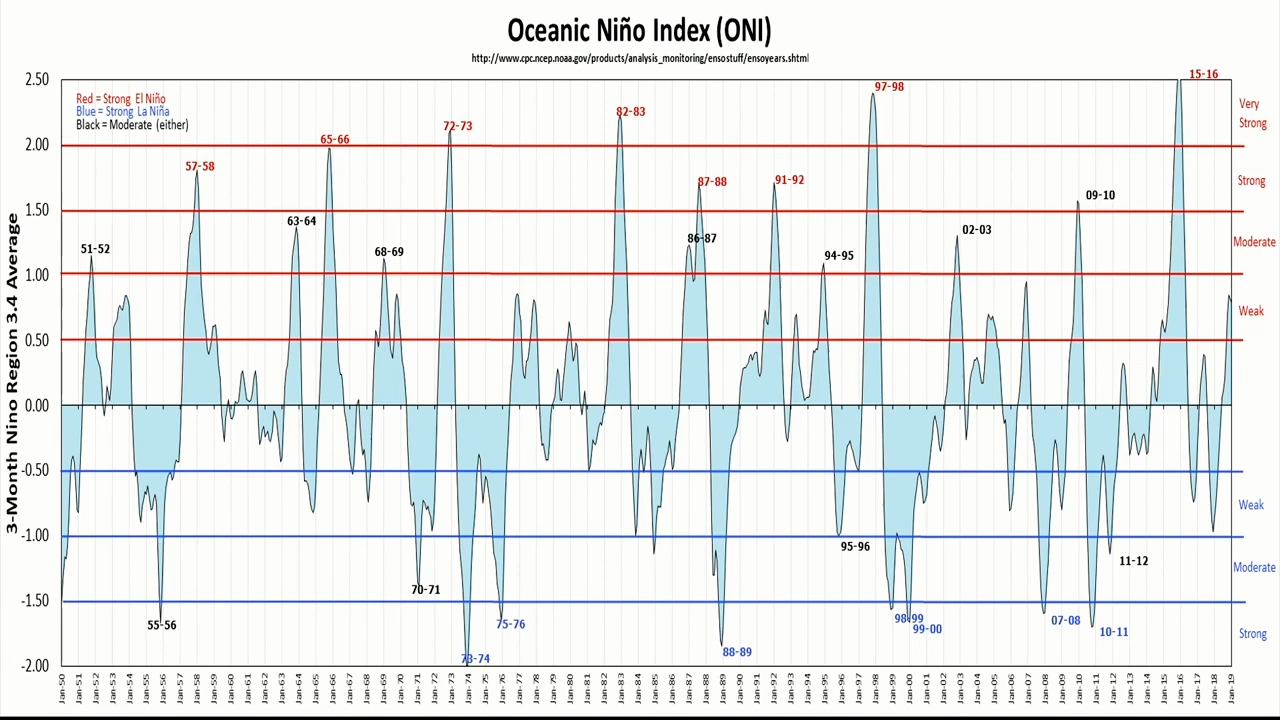 Oceanic Niño Index (ONI)
http://www.cpc.ncep.noaa.gov/products/analysis_monitoring/ensostuff/ensoyears.shtml
3-Month Nino Region 3.4 Average
2.50
2.00
1.50
1.00
0.50
0.00
-0.50
-1.00
-1.50
-2.00
Red = Strong El Niño
Blue = Strong La Niña
Black = Moderate (either)
51-52
55-56
57-58
63-64
65-66
68-69
70-71
72-73
73-74
75-76
82-83
86-87
87-88
88-89
91-92
94-95
95-96
97-98
98-99
99-00
02-03
07-08
09-10
10-11
11-12
15-16
Very
Strong
Strong
Moderate
Weak
Weak
Moderate
Strong
Jan-50
Jan-51
Jan-52
Jan-53
Jan-54
Jan-55
Jan-56
Jan-57
Jan-58
Jan-59
Jan-60
Jan-61
Jan-62
Jan-63
Jan-64
Jan-65
Jan-66
Jan-67
Jan-68
Jan-69
Jan-70
Jan-71
Jan-72
Jan-73
Jan-74
Jan-75
Jan-76
Jan-77
Jan-78
Jan-79
Jan-80
Jan-81
Jan-82
Jan-83
Jan-84
Jan-85
Jan-86
Jan-87
Jan-88
Jan-89
Jan-90
Jan-91
Jan-92
Jan-93
Jan-94
Jan-95
Jan-96
Jan-97
Jan-98
Jan-99
Jan-00
Jan-01
Jan-02
Jan-03
Jan-04
Jan-05
Jan-06
Jan-07
Jan-08
Jan-09
Jan-10
Jan-11
Jan-12
Jan-13
Jan-14
Jan-15
Jan-16
Jan-17
Jan-18
Jan-19